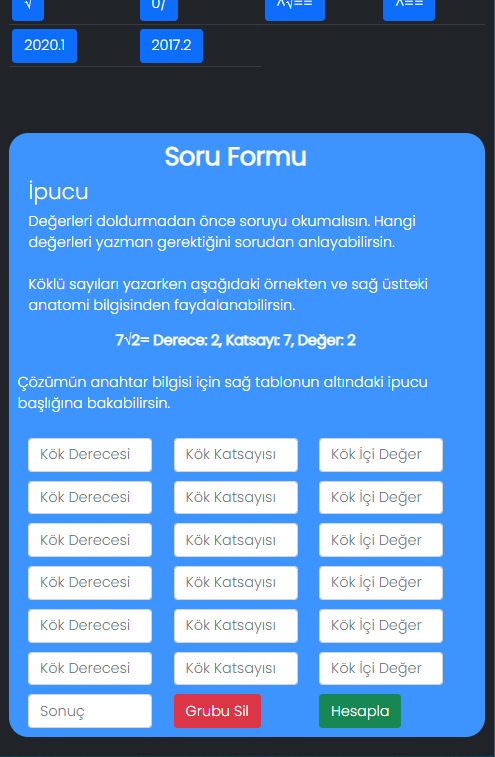 2020.1 2017.2
Soru Formu
İpucu
Değerleri doldurmadan önce soruyu okumalısın. Hangi
değerleri yazman gerektiğini sorudan anlayabilirsin.
Köklü sayıları yazarken aşağıdaki örnekten ve sağ üstteki
anatomi bilgisinden faydalanabilirsin.
7√2= Derece: 2, Katsayı: 7, Değer: 2
Çözümün anahtar bilgisi için sağ tablonun altındaki ipucu
başlığına bakabilirsin.
Kök Derecesi Kök Katsayısı Kök İçi Değer
Kök Derecesi Kök Katsayısı Kök İçi Değer
Kök Derecesi Kök Katsayısı Kök İçi Değer
Kök Derecesi Kök Katsayısı Kök İçi Değer
Kök Derecesi Kök Katsayısı Kök İçi Değer
Kök Derecesi Kök Katsayısı Kök İçi Değer
Sonuç Grubu Sil Hesapla